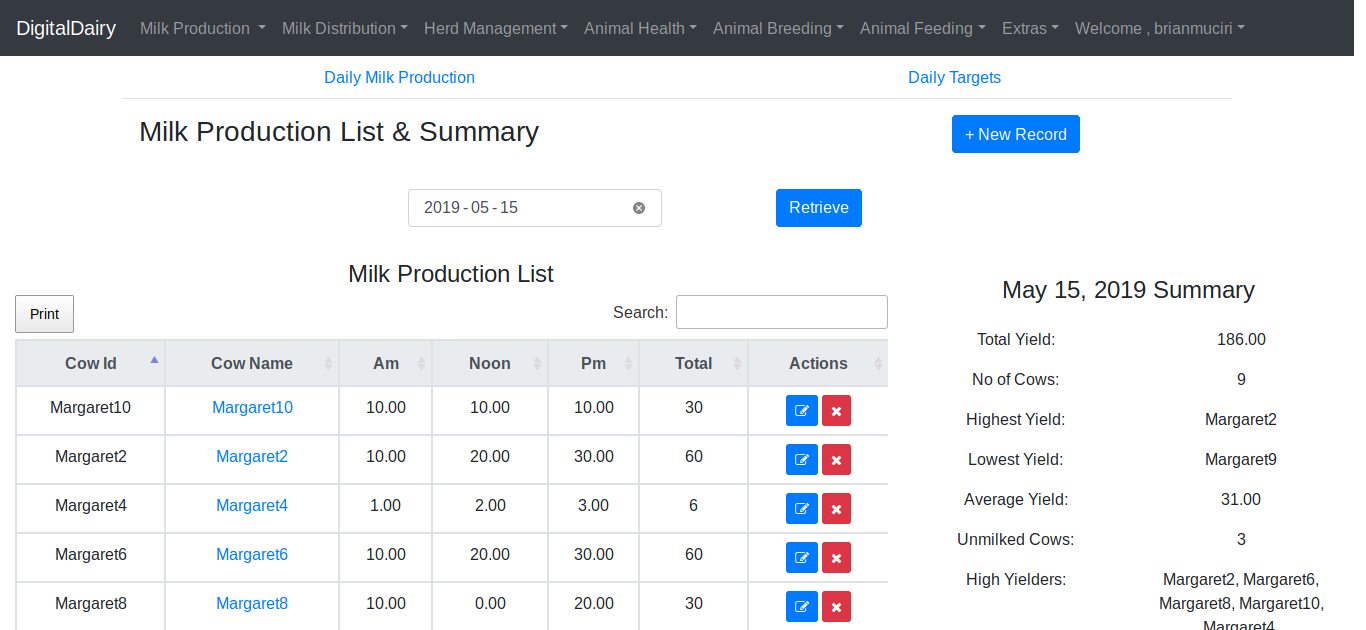 DigitalDairy Milk Production Milk Distribution Herd Management Animal Health Animal Breeding Animal Feeding Extras Welcome , brianmuciri
Daily Milk Production Daily Targets
Milk Production List & Summary + New Record
2019-05-15 Retrieve
Milk Production List
Print Search:
Cow Id Cow Name Am Noon Pm Total Actions
Margaret10 Margaret10 10.00 10.00 10.00 30
Margaret2 Margaret2 10.00 20.00 30.00 60
Margaret4 Margaret4 1.00 2.00 3.00 6
Margaret6 Margaret6 10.00 20.00 30.00 60
Margaret8 Margaret8 10.00 0.00 20.00 30
May 15, 2019 Summary
Total Yield: 186.00
No of Cows: 9
Highest Yield: Margaret2
Lowest Yield: Margaret9
Average Yield: 31.00
Unmilked Cows: 3
High Yielders: Margaret2, Margaret6,
Margaret8, Margaret10,
Margaret4